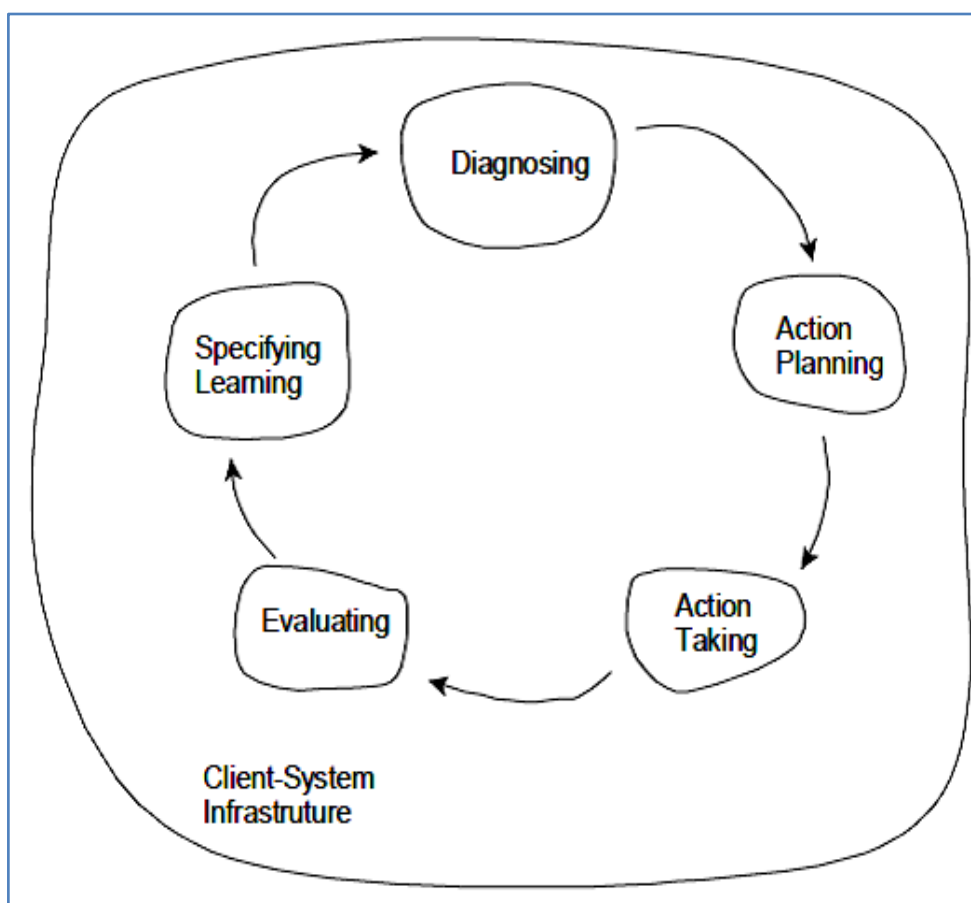 Diagnosing
Action
Planning
Specifying
Learning
Action
Taking
Evaluating
Client-System
Infrastruture